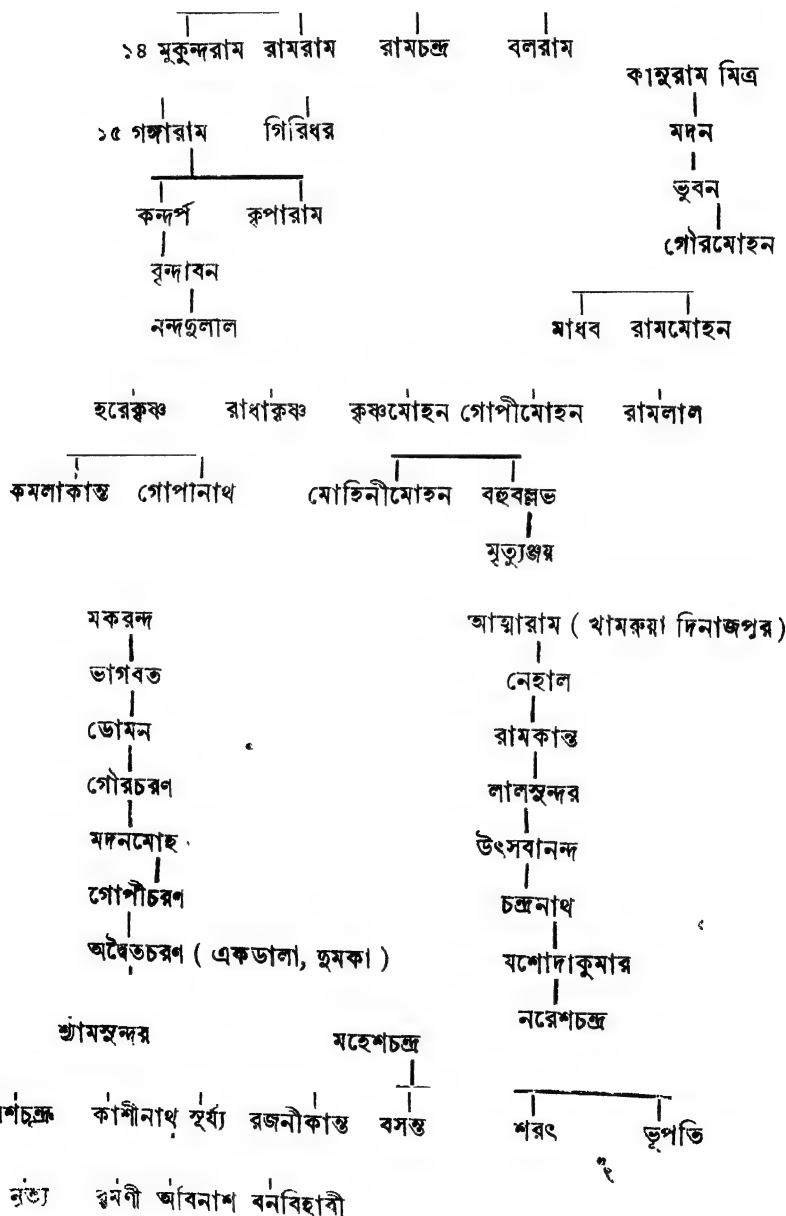 ১৪ মুকুন্দরাম রামরাম রামচন্দ্র বলরাম
কানুরাম মিত্র
১৫ গঙ্গারাম গিরিধর
মদন
ভুবন
কন্দর্প কৃপারাম
গৌরমোহন
বৃন্দাবন
নন্দদুলাল
মাধব রামমোহন
হরেকৃষ্ণ রাধাকৃষ্ণ কৃষ্ণমোহন গোপীমোহন রামলাল
কমলাকান্ত গোপীনাথ মোহিনীমোহন বহুবল্লভ
মৃত্যুঞ্জয়
মকরন্দ
ভাগবত
ডোমন
গৌরচরণ
মদনমোহ
গোপীচরণ
অদ্বৈতচরণ ( একডালা, দুমকা )
আত্মারাম ( খামরুয়া দিনাজপুর )
নেহাল
রামকান্ত
লালসুন্দর
উৎসবানন্দ
চন্দ্রনাথ
যশোদাকুমার
নরেশচন্দ্র
শ্যামসুন্দর মহেশচন্দ্র
কাশীনাথ সূর্য্য রজনীকান্ত বসন্ত শরৎ ভূপতি
নৃত্য রমণী অবিনাশ বনবিহারী